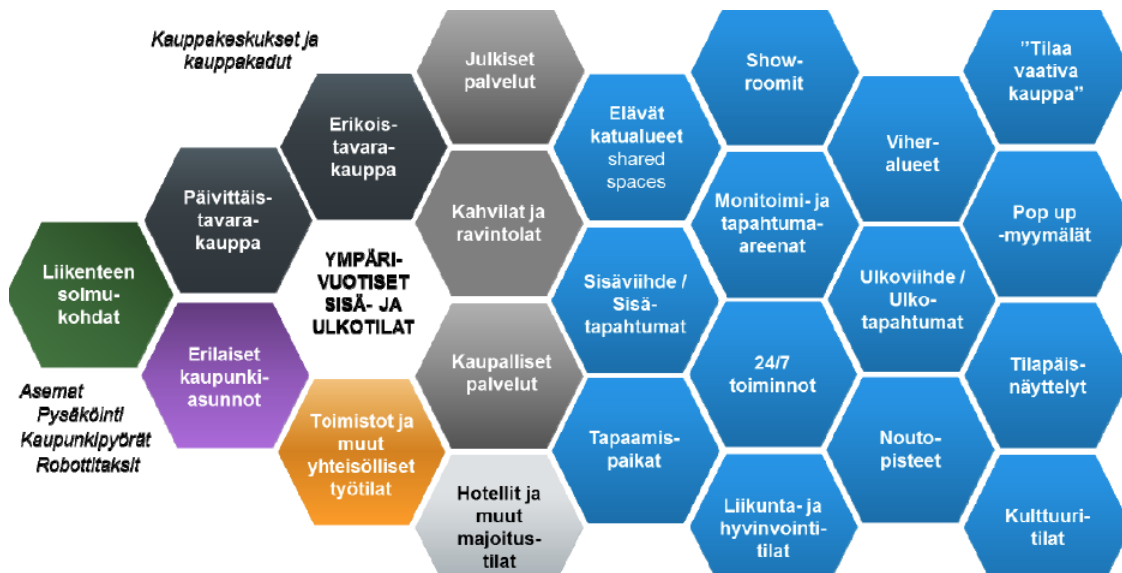 Kauppakeskukset ja
kauppakadut
Julkiset
palvelut
Show-
roomit
”Tilaa
vaativa
kauppa”
Erikois-
tavara-
kauppa
Elävät
katualueet
shared
spaces
Viher-
alueet
Päivittäis-
tavara-
kauppa
Kahvilat ja
ravintolat
Monitoimi- ja
tapahtuma-
areenat
Pop up
-myymälät
Liikenteen
solmu-
kohdat
YMPÄRI-
VUOTISET
SISÄ- JA
ULKOTILAT
Sisäviihde /
Sisä-
tapahtumat
Ulkoviihde /
Ulko-
tapahtumat
Erilaiset
kaupunki-
asunnot
Kaupalliset
palvelut
24/7
toiminnot
Tilapäis-
näyttelyt
Asemat
Pysäköinti
Kaupunkipyörät
Robottitaksit
Toimistot ja
muut
yhteisölliset
työtilat
Tapaamis-
paikat
Nouto-
pisteet
Hotellit ja
muut
majoitus-
tilat
Liikunta- ja
hyvinvointi-
tilat
Kulttuuri-
tilat